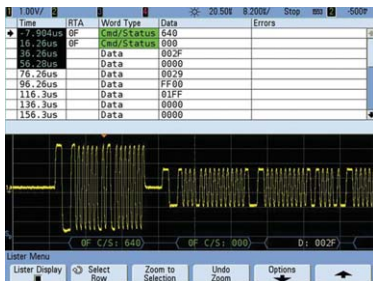 1 1.00V/ 2 3 4 20.50% 8.200%/ Stop 2 -500%
Time RTA Word Type Data Errors
-7.904us 0F Cmd/Status 640
16.26us 0F Cmd/Status 000
36.26us Data 002F
56.28us Data 0000
76.26us Data 0029
96.26us Data FF00
116.3us Data 01FF
136.3us Data 0000
156.3us Data 0000
0F C/S: 640 0F C/S: 000 D: 002F
Lister Menu
Lister Display Select Row Zoom to Selection Undo Zoom Options